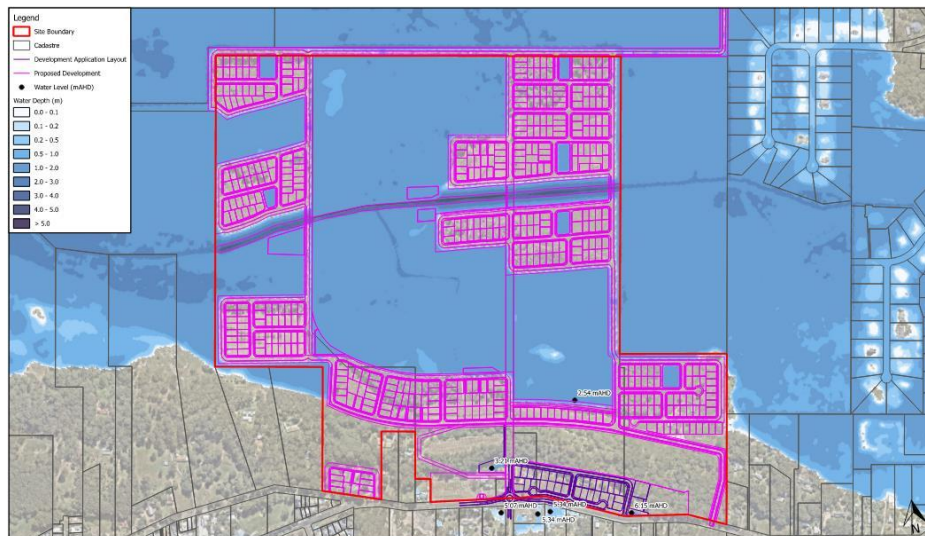 Legend
Site Boundary
Cadastre
Development Application Layout
Proposed Development
Water Level (mAHD)
Water Depth (m)
0.0 - 0.1
0.1 - 0.2
0.2 - 0.5
0.5 - 1.0
1.0 - 2.0
2.0 - 3.0
3.0 - 4.0
4.0 - 5.0
> 5.0
2.54 mAHD
3.21 mAHD
5.07 mAHD
5.34 mAHD
5.34 mAHD
6.15 mAHD
N